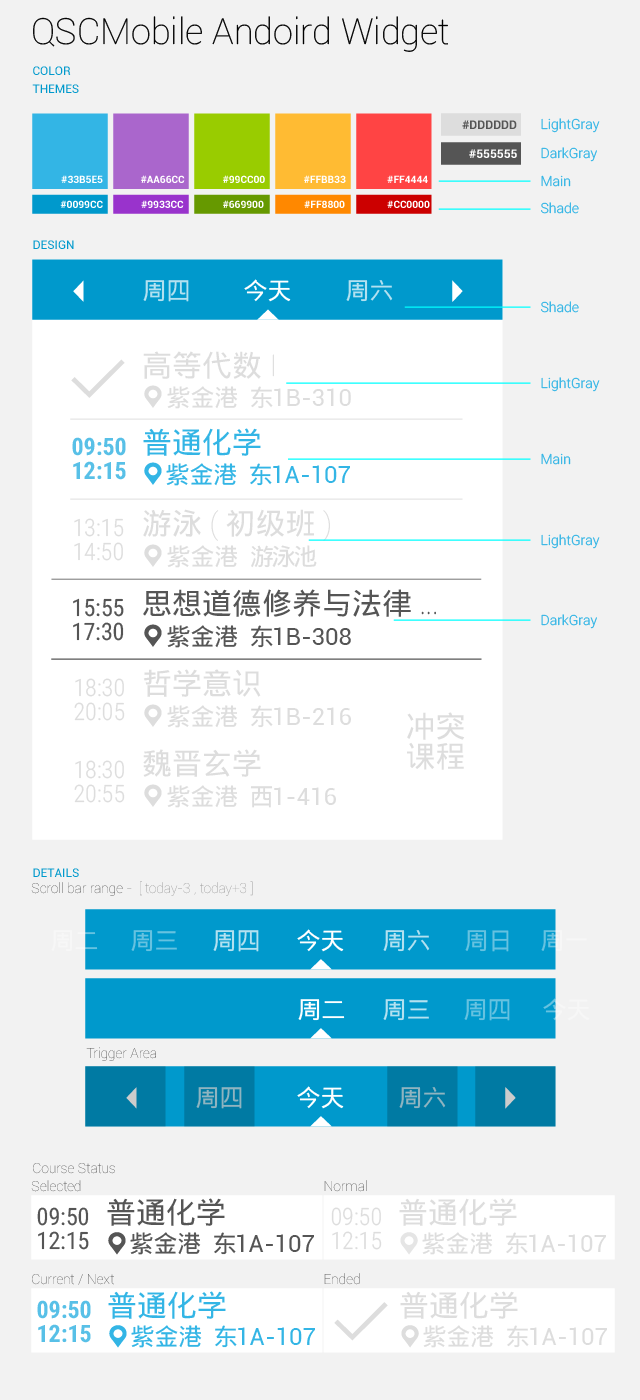 QSCMobile Andoird Widget
COLOR
THEMES
#33B5E5 #AA66CC #99CC00 #FFBB33 #FF4444
#0099CC #9933CC #669900 #FF8800 #CC0000
#DDDDDD LightGray
#555555 DarkGray
Main
Shade
DESIGN
周四 今天 周六
Shade
高等代数 I
紫金港 东1B-310
LightGray
09:50 普通化学
12:15 紫金港 东1A-107
Main
13:15 游泳 ( 初级班 )
14:50 紫金港 游泳池
LightGray
15:55 思想道德修养与法律 ...
17:30 紫金港 东1B-308
DarkGray
18:30 哲学意识
20:05 紫金港 东1B-216
18:30 魏晋玄学
20:55 紫金港 西1-416
冲突
课程
DETAILS
Scroll bar range - [ today-3 , today+3 ]
周二 周三 周四 今天 周六 周日 周一
周二 周三 周四 今天
Trigger Area
周四 今天 周六
Course Status
Selected
09:50 普通化学
12:15 紫金港 东1A-107
Normal
09:50 普通化学
12:15 紫金港 东1A-107
Current / Next
09:50 普通化学
12:15 紫金港 东1A-107
Ended
普通化学
紫金港 东1A-107